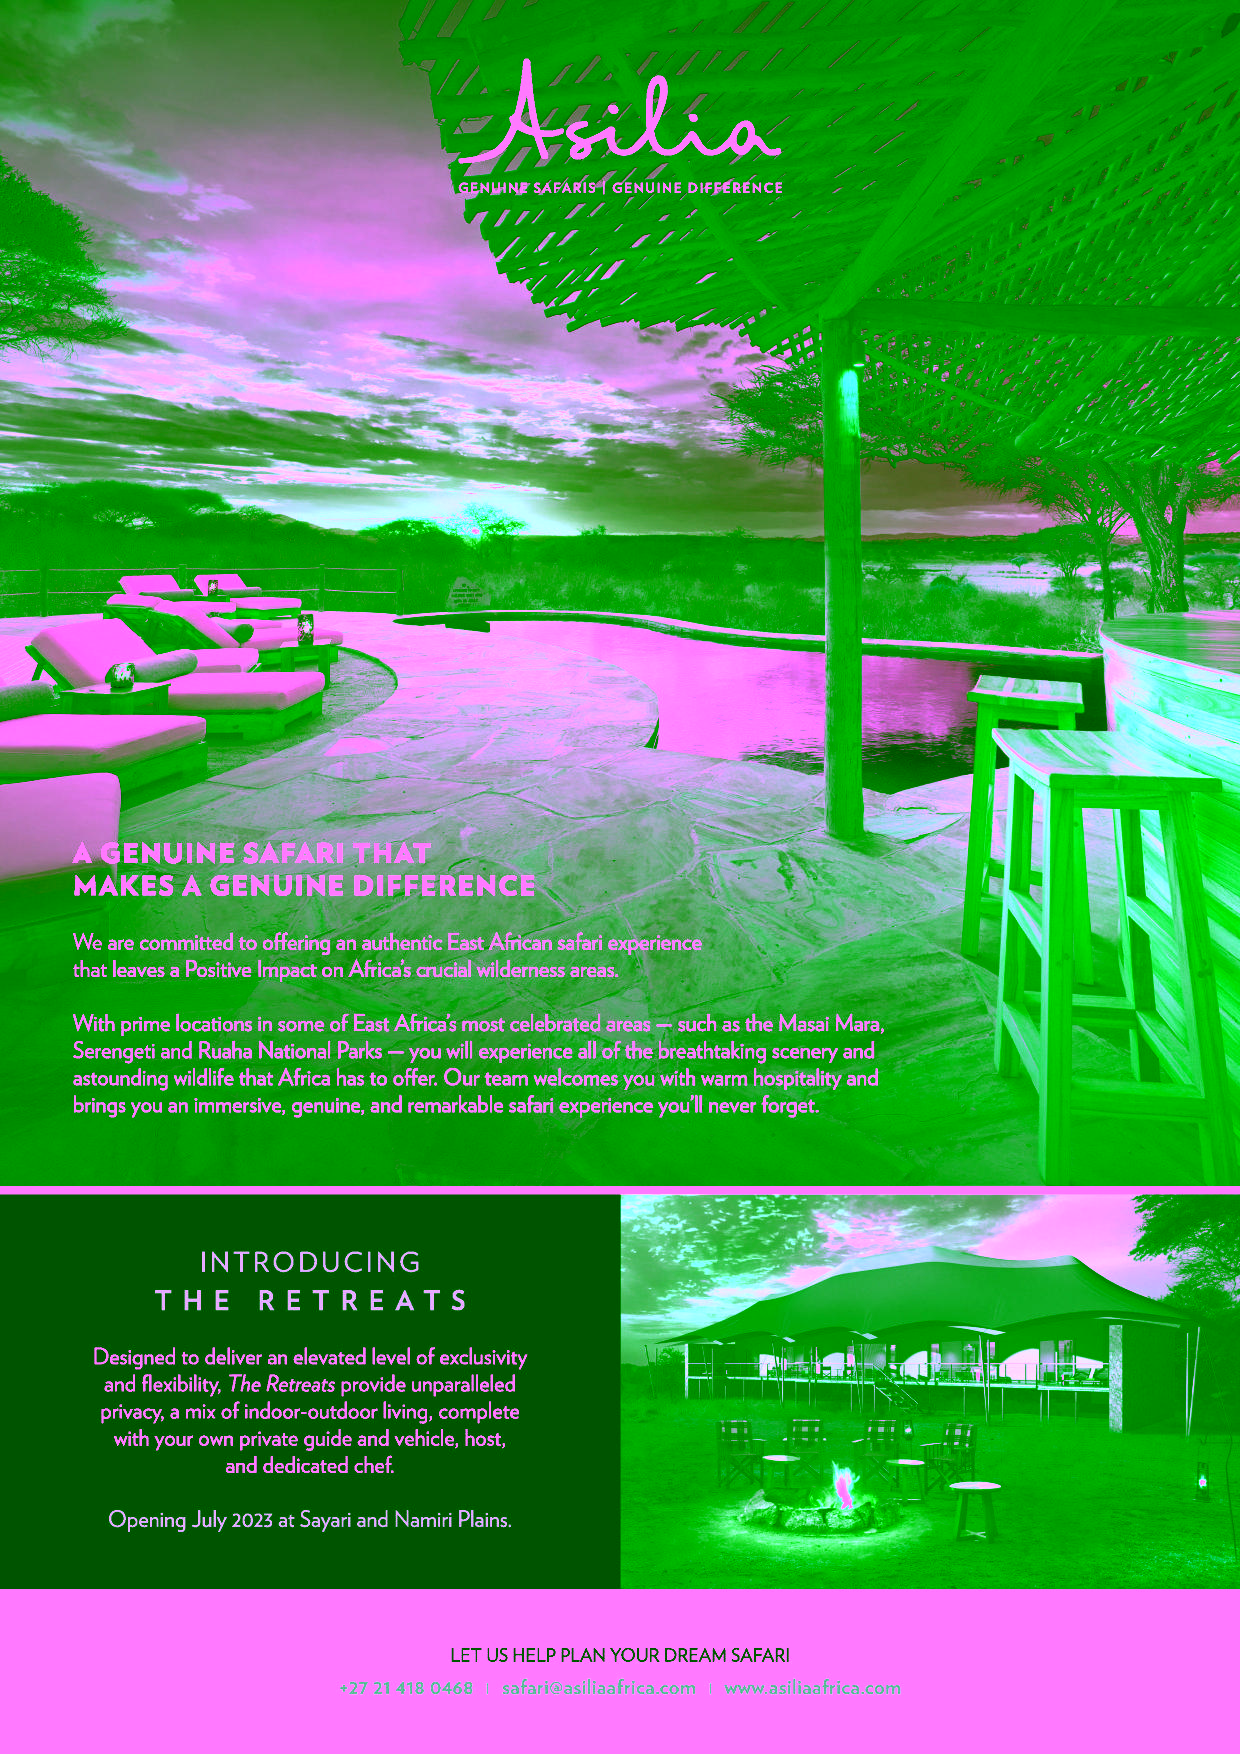 Asilia
GENUINE SAFARIS | GENUINE DIFFERENCE
A GENUINE SAFARI THAT
MAKES A GENUINE DIFFERENCE
We are committed to offering an authentic East African safari experience
that leaves a Positive Impact on Africa's crucial wilderness areas.
With prime locations in some of East Africa's most celebrated areas — such as the Masai Mara,
Serengeti and Ruaha National Parks — you will experience all of the breathtaking scenery and
astounding wildlife that Africa has to offer. Our team welcomes you with warm hospitality and
brings you an immersive, genuine, and remarkable safari experience you'll never forget.
INTRODUCING
THE RETREATS
Designed to deliver an elevated level of exclusivity
and flexibility, The Retreats provide unparalleled
privacy, a mix of indoor-outdoor living, complete
with your own private guide and vehicle, host,
and dedicated chef.
Opening July 2023 at Sayari and Namiri Plains.
LET US HELP PLAN YOUR DREAM SAFARI
+27 21 418 0468 | safari@asiliaafrica.com | www.asiliaafrica.com